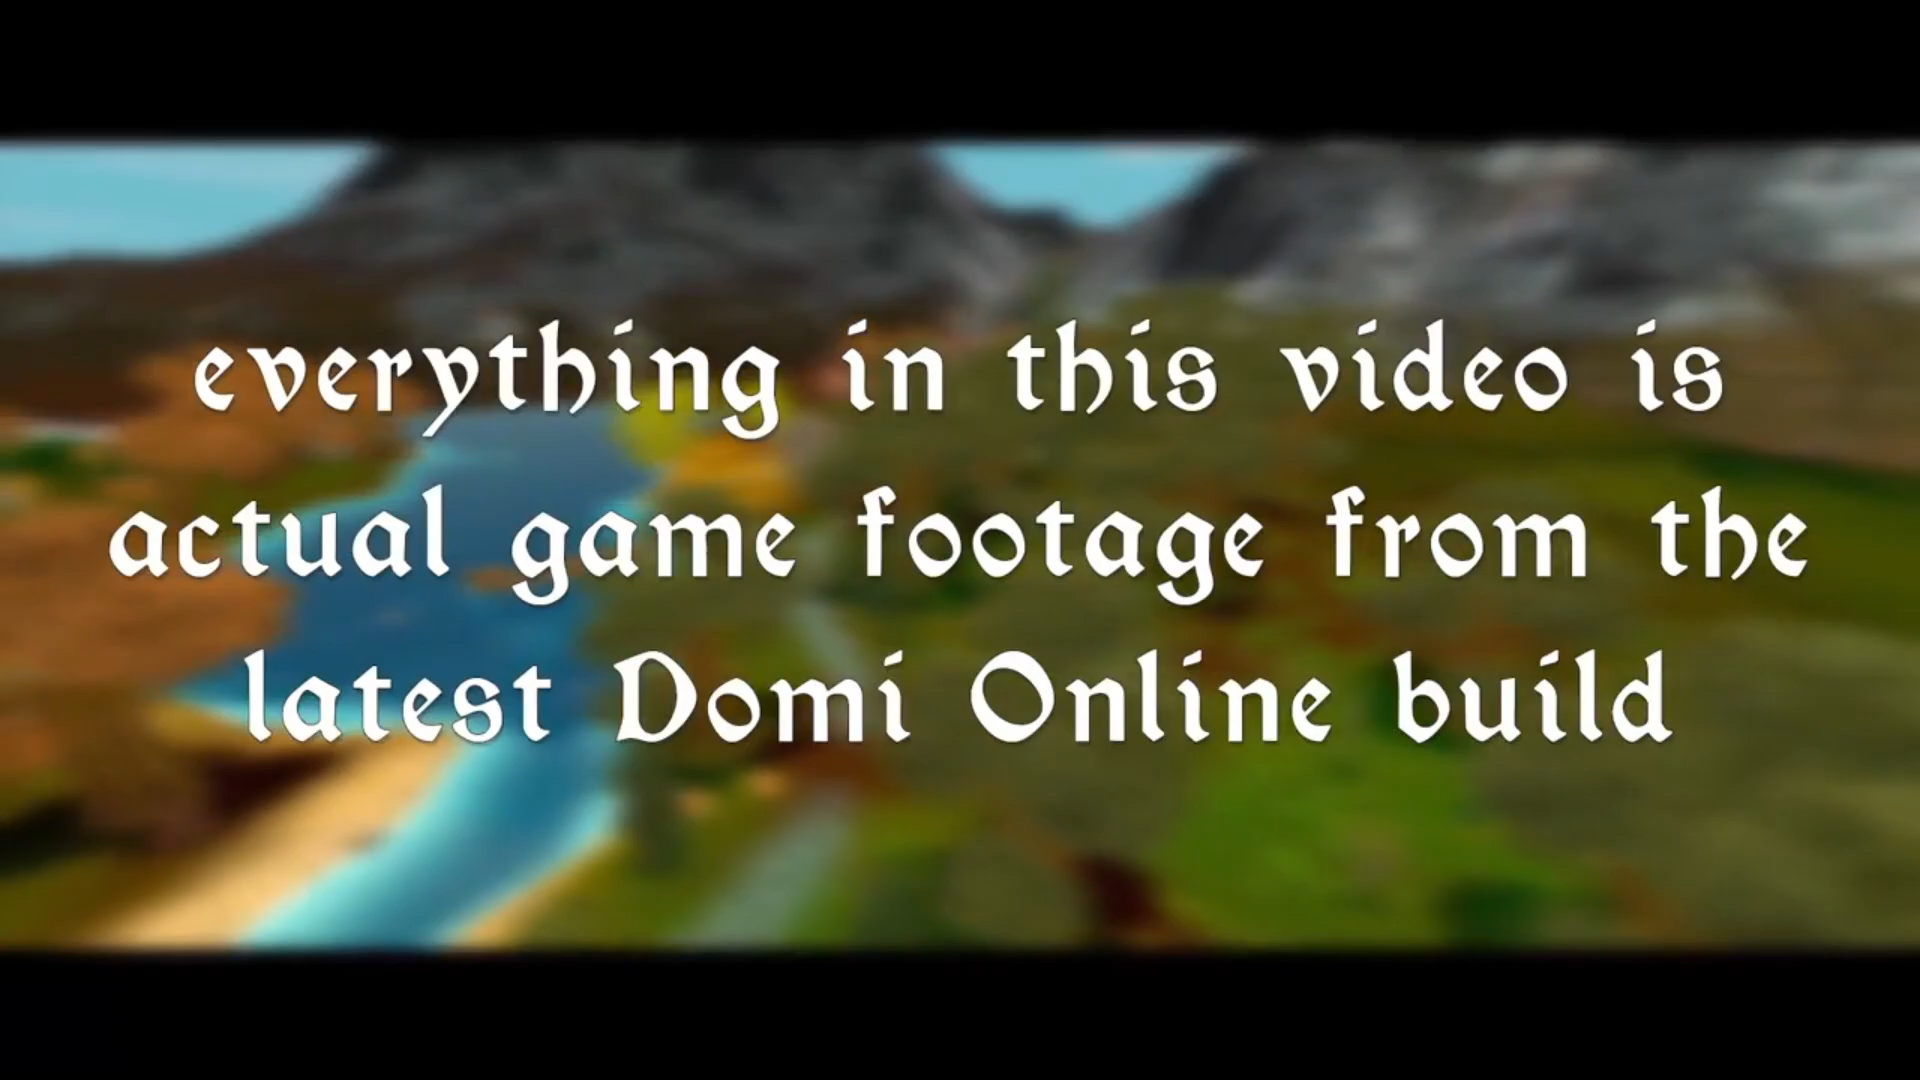 everything in this video is
actual game footage from the
latest Domi Online build